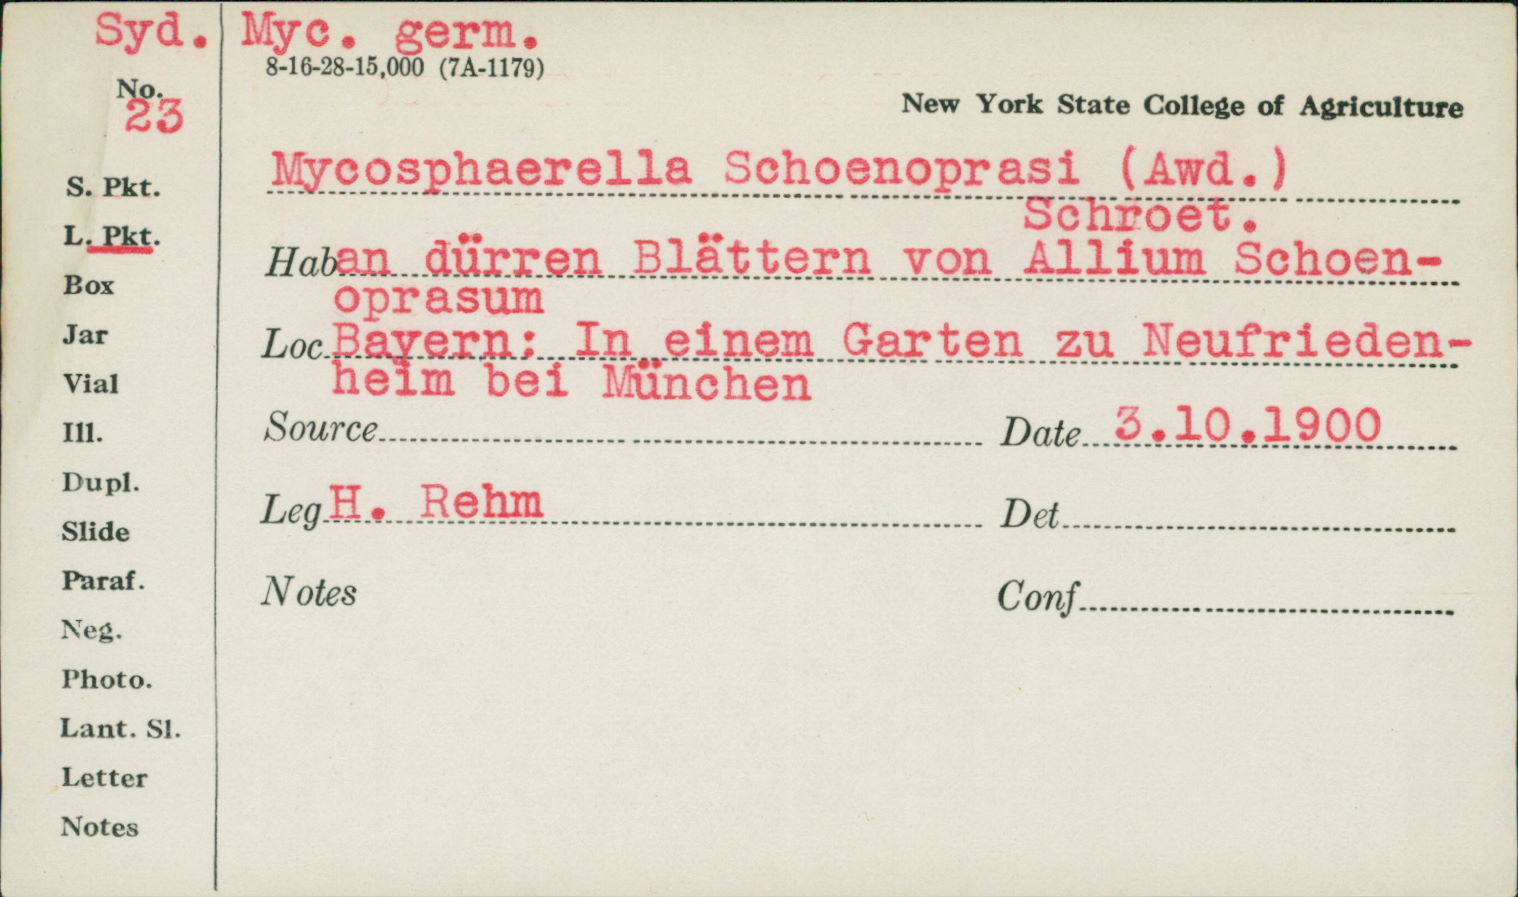 Syd. Myc. germ.
8-16-28-15,000 (7A-1179)
No.
23
New York State College of Agriculture
Mycosphaerella Schoenoprasi (Awd.)
Schroet.
S. Pkt.
L. Pkt.
Hab an dürren Blättern von Allium Schoen-
oprasum
Box
Jar
Loc Bayern: In einem Garten zu Neufrieden-
heim bei München
Vial
Ill.
Source Date 3.10.1900
Dupl.
Slide
Leg H. Rehm Det
Paraf.
Notes Conf
Neg.
Photo.
Lant. Sl.
Letter
Notes